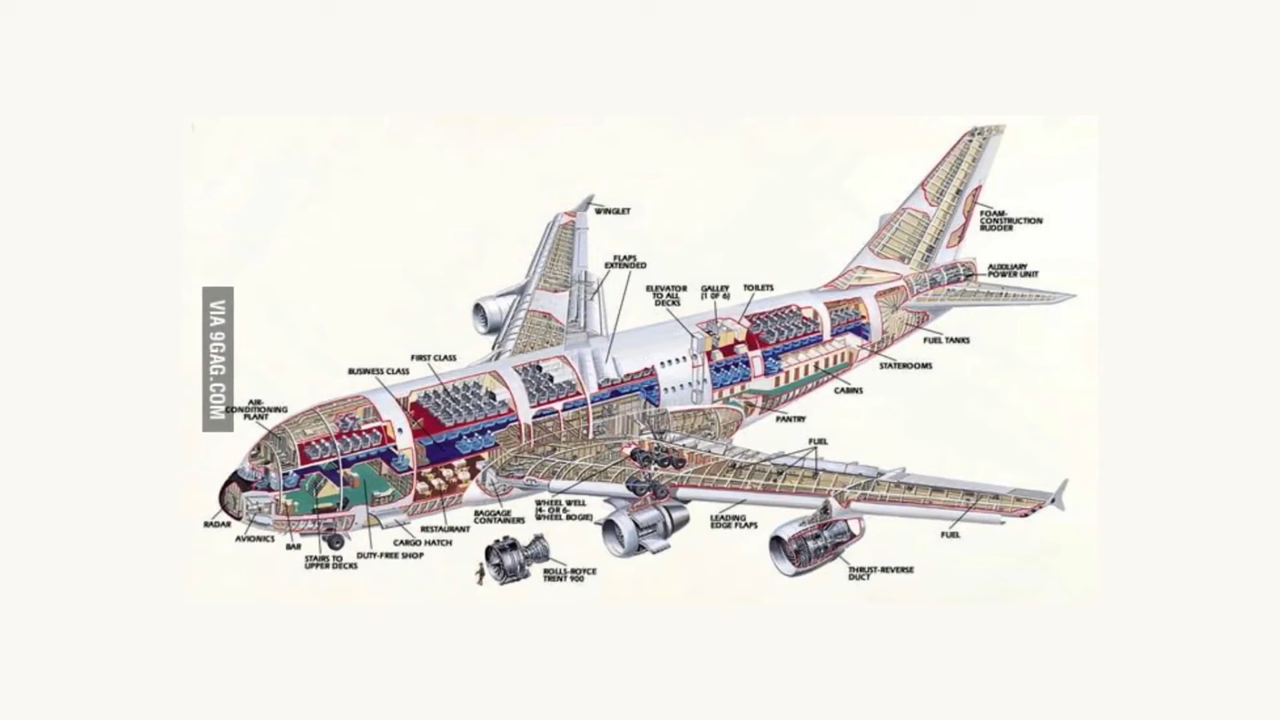 WINGLET
FOAM-
CONSTRUCTION
RUDDER
FLAPS
EXTENDED
AUXILIARY
POWER UNIT
ELEVATOR
TO ALL
DECKS
GALLEY
(1 OF 6)
TOILETS
VIA 9GAG.COM
FUEL TANKS
FIRST CLASS
STATEROOMS
BUSINESS CLASS
CABINS
AIR-
CONDITIONING
PLANT
PANTRY
FUEL
WHEEL WELL
(4- OR 6-
WHEEL BOGIE)
BAGGAGE
CONTAINERS
LEADING
EDGE FLAPS
RADAR
RESTAURANT
AVIONICS
CARGO HATCH
FUEL
BAR
DUTY-FREE SHOP
STAIRS TO
UPPER DECKS
ROLLS-ROYCE
TRENT 900
THRUST-REVERSE
DUCT